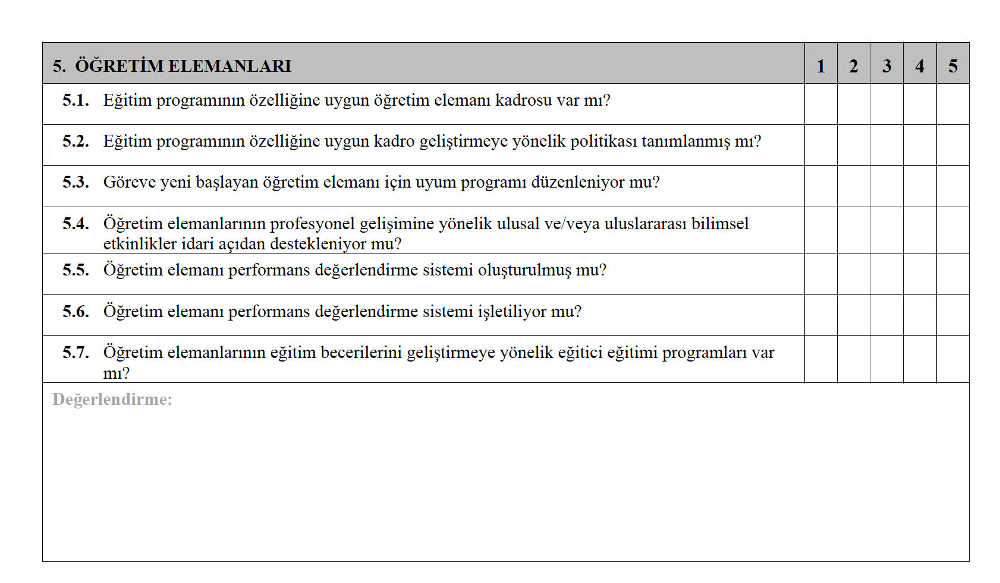 5. ÖĞRETİM ELEMANLARI 1 2 3 4 5
5.1. Eğitim programının özelliğine uygun öğretim elemanı kadrosu var mı?
5.2. Eğitim programının özelliğine uygun kadro geliştirmeye yönelik politikası tanımlanmış mı?
5.3. Göreve yeni başlayan öğretim elemanı için uyum programı düzenleniyor mu?
5.4. Öğretim elemanlarının profesyonel gelişimine yönelik ulusal ve/veya uluslararası bilimsel
etkinlikler idari açıdan destekleniyor mu?
5.5. Öğretim elemanı performans değerlendirme sistemi oluşturulmuş mu?
5.6. Öğretim elemanı performans değerlendirme sistemi işletiliyor mu?
5.7. Öğretim elemanlarının eğitim becerilerini geliştirmeye yönelik eğitici eğitimi programları var
mı?
Değerlendirme: